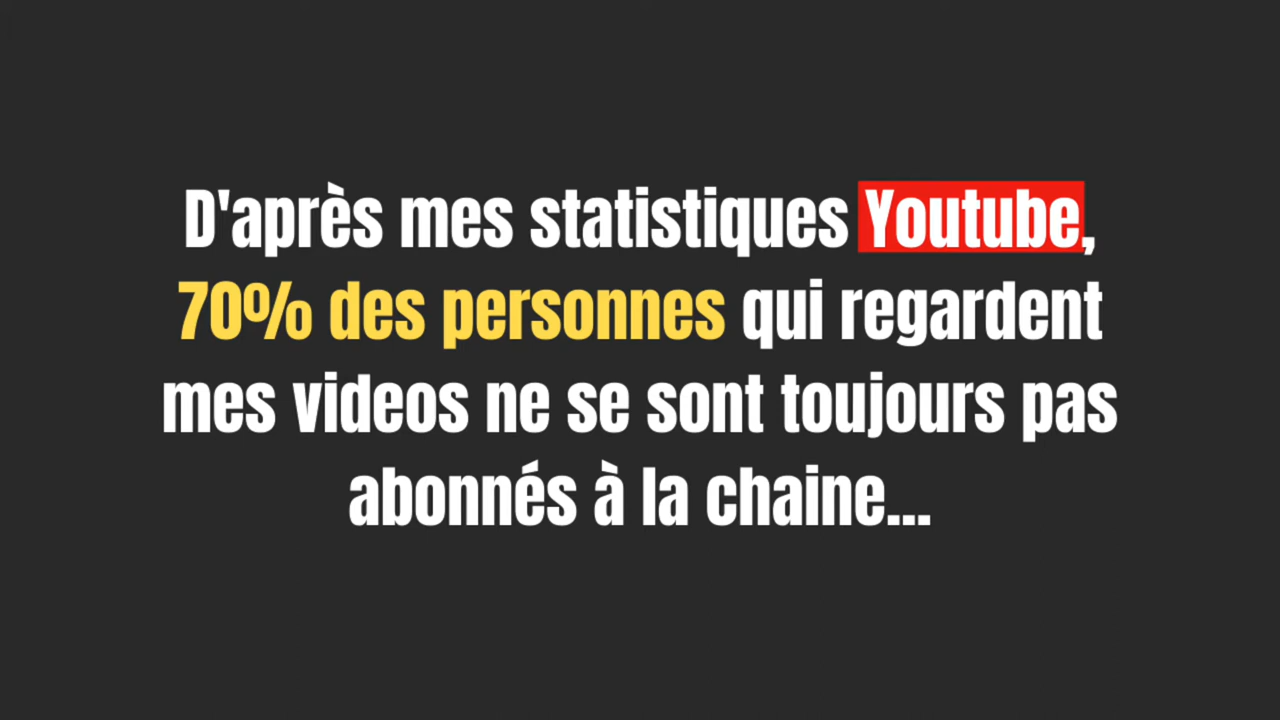 D'après mes statistiques Youtube,
70% des personnes qui regardent
mes videos ne se sont toujours pas
abonnés à la chaine...